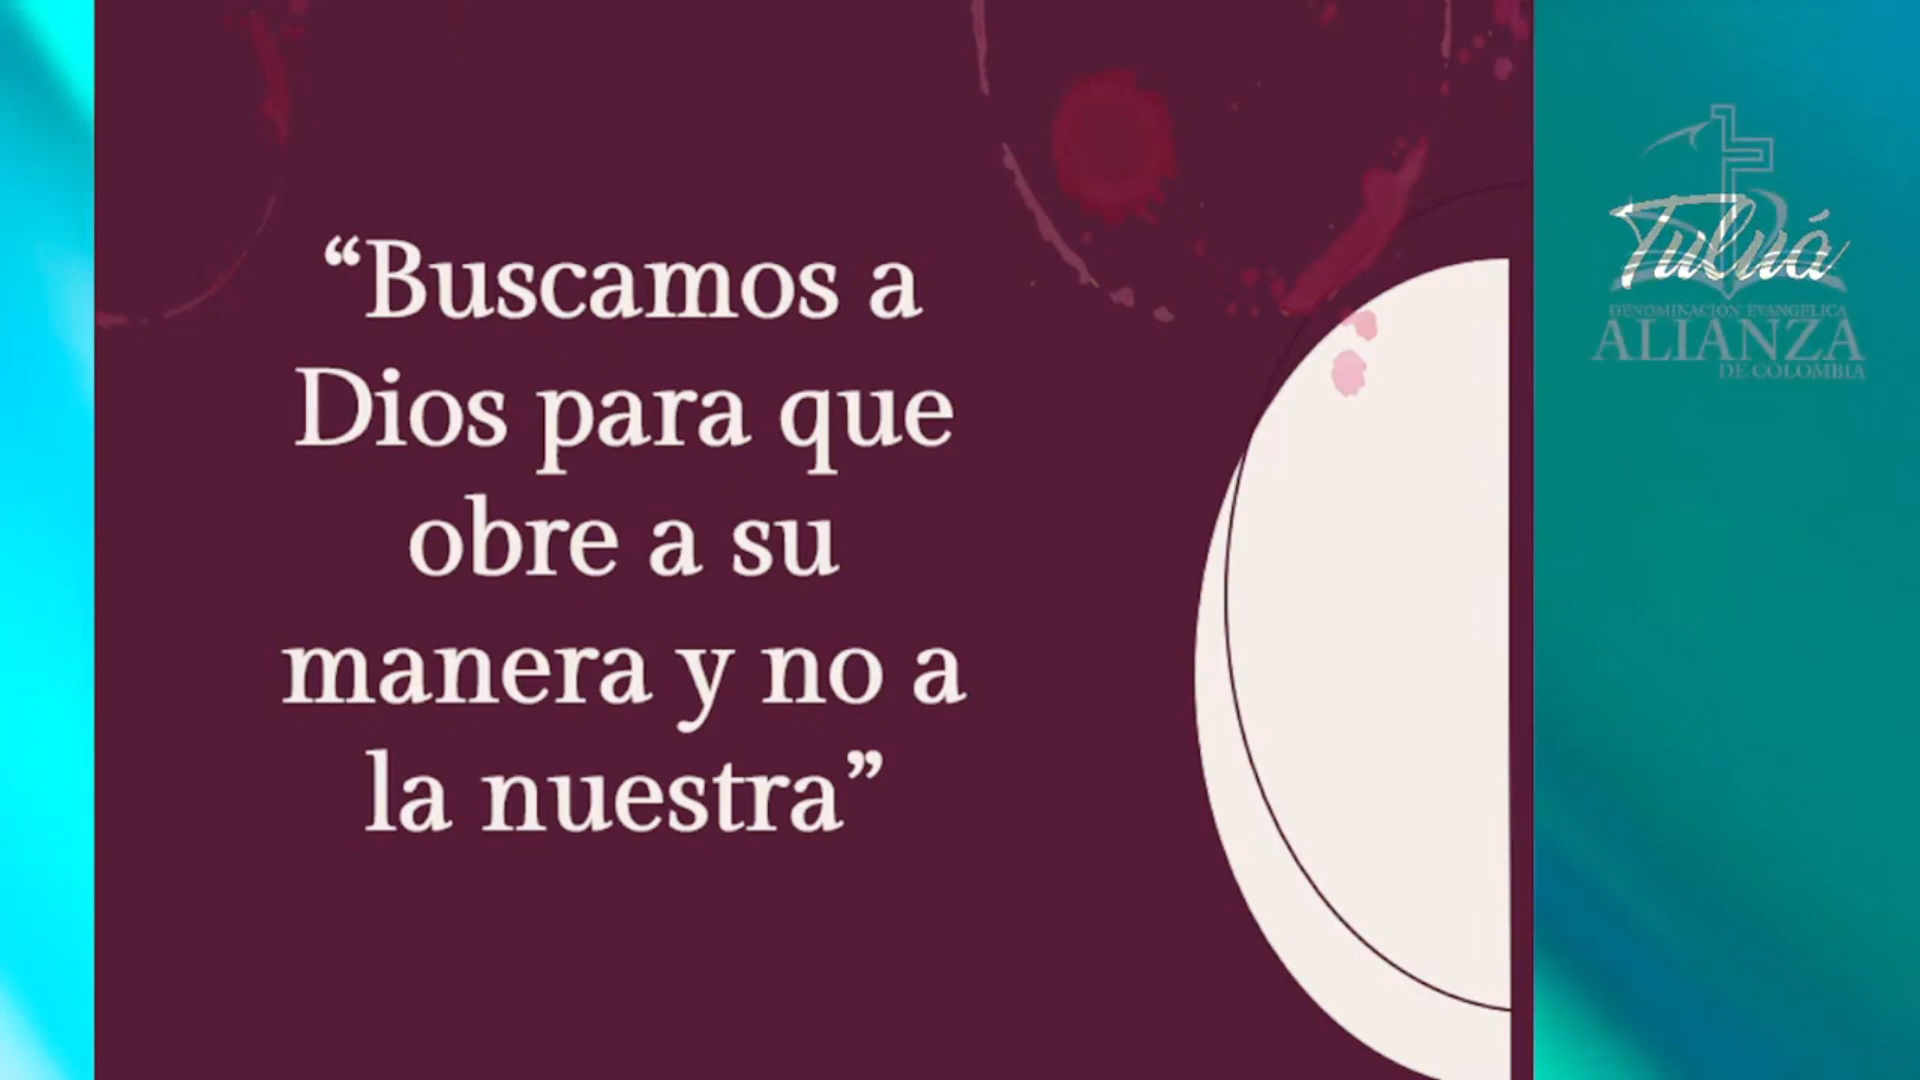 “Buscamos a
Dios para que
obre a su
manera y no a
la nuestra”
Tuluá
DENOMINACIÓN EVANGÉLICA
ALIANZA
DE COLOMBIA